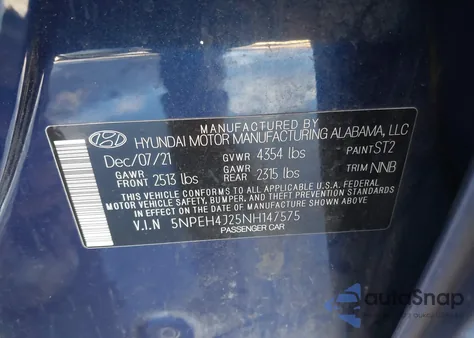 MANUFACTURED BY
HYUNDAI MOTOR MANUFACTURING ALABAMA, LLC
Dec/07/21 GVWR 4354 lbs PAINT ST2
GAWR FRONT 2513 lbs GAWR REAR 2315 lbs TRIM NNB
THIS VEHICLE CONFORMS TO ALL APPLICABLE FEDERAL
MOTOR VEHICLE SAFETY, BUMPER, AND THEFT PREVENTION STANDARDS
IN EFFECT ON THE DATE OF MANUFACTURE SHOWN ABOVE.
V.I.N 5NPEH4J25NH147575
PASSENGER CAR
autoSnap